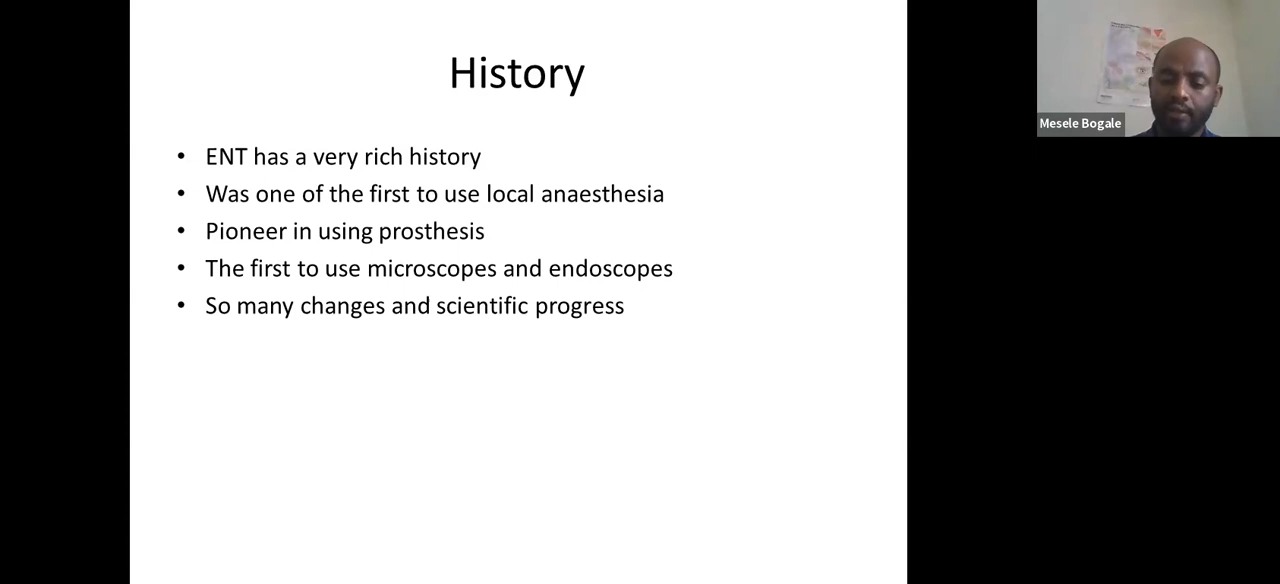 History
• ENT has a very rich history
• Was one of the first to use local anaesthesia
• Pioneer in using prosthesis
• The first to use microscopes and endoscopes
• So many changes and scientific progress
Mesele Bogale